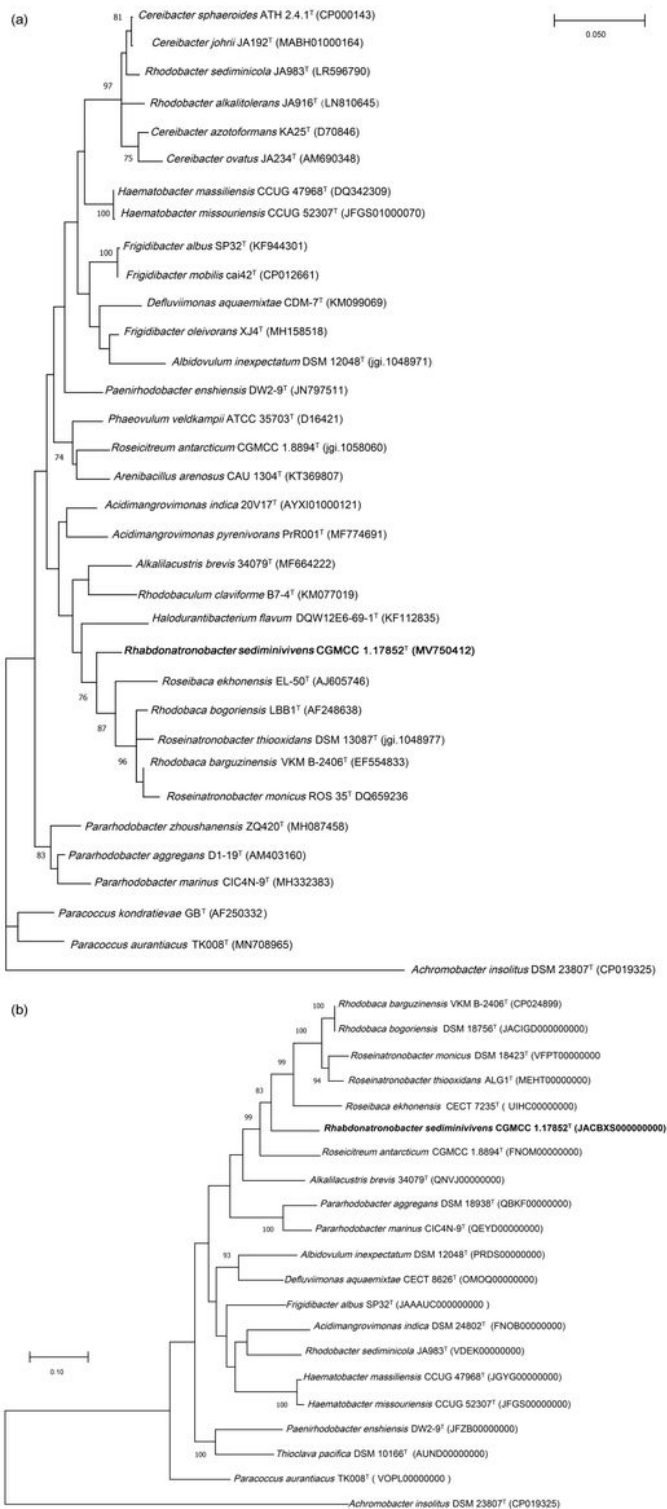 (a)
0.050
81
Cereibacter sphaeroides ATH 2.4.1ᵀ (CP000143)
Cereibacter johrii JA192ᵀ (MABH01000164)
Rhodobacter sediminicola JA983ᵀ (LR596790)
97
Rhodobacter alkalitolerans JA916ᵀ (LN810645)
Cereibacter azotoformans KA25ᵀ (D70846)
75
Cereibacter ovatus JA234ᵀ (AM690348)
Haematobacter massiliensis CCUG 47968ᵀ (DQ342309)
100
Haematobacter missouriensis CCUG 52307ᵀ (JFGS01000070)
Frigidibacter albus SP32ᵀ (KF944301)
100
Frigidibacter mobilis cai42ᵀ (CP012661)
Defluviimonas aquaemixtae CDM-7ᵀ (KM099069)
Frigidibacter oleivorans XJ4ᵀ (MH158518)
Albidovulum inexpectatum DSM 12048ᵀ (jgi.1048971)
Paenirhodobacter enshiensis DW2-9ᵀ (JN797511)
Phaeovulum veldkampii ATCC 35703ᵀ (D16421)
Roseicitreum antarcticum CGMCC 1.8894ᵀ (jgi.1058060)
74
Arenibacillus arenosus CAU 1304ᵀ (KT369807)
Acidimangrovimonas indica 20V17ᵀ (AYXI01000121)
Acidimangrovimonas pyrenivorans PrR001ᵀ (MF774691)
Alkalilacustris brevis 34079ᵀ (MF664222)
Rhodobaculum claviforme B7-4ᵀ (KM077019)
Halodurantibacterium flavum DQW12E6-69-1ᵀ (KF112835)
Rhabdonatronobacter sediminivivens CGMCC 1.17852ᵀ (MV750412)
76
Roseibaca ekhonensis EL-50ᵀ (AJ605746)
Rhodobaca bogoriensis LBB1ᵀ (AF248638)
87
Roseinatronobacter thiooxidans DSM 13087ᵀ (jgi.1048977)
96
Rhodobaca barguzinensis VKM B-2406ᵀ (EF554833)
Roseinatronobacter monicus ROS 35ᵀ DQ659236
Pararhodobacter zhoushanensis ZQ420ᵀ (MH087458)
83
Pararhodobacter aggregans D1-19ᵀ (AM403160)
Pararhodobacter marinus CIC4N-9ᵀ (MH332383)
Paracoccus kondratievae GBᵀ (AF250332)
Paracoccus aurantiacus TK008ᵀ (MN708965)
Achromobacter insolitus DSM 23807ᵀ (CP019325)
(b)
100
Rhodobaca barguzinensis VKM B-2406ᵀ (CP024899)
100
Rhodobaca bogoriensis DSM 18756ᵀ (JACIGD000000000)
Roseinatronobacter monicus DSM 18423ᵀ (VFPT00000000
99
94
Roseinatronobacter thiooxidans ALG1ᵀ (MEHT00000000)
83
Roseibaca ekhonensis CECT 7235ᵀ ( UIHC00000000)
99
Rhabdonatronobacter sediminivivens CGMCC 1.17852ᵀ (JACBXS000000000)
Roseicitreum antarcticum CGMCC 1.8894ᵀ (FNOM00000000)
Alkalilacustris brevis 34079ᵀ (QNVJ00000000)
Pararhodobacter aggregans DSM 18938ᵀ (QBKF00000000)
100
Pararhodobacter marinus CIC4N-9ᵀ (QEYD00000000)
93
Albidovulum inexpectatum DSM 12048ᵀ (PRDS00000000)
Defluviimonas aquaemixtae CECT 8626ᵀ (OMOQ00000000)
Frigidibacter albus SP32ᵀ (JAAAUC000000000 )
Acidimangrovimonas indica DSM 24802ᵀ (FNOB00000000)
Rhodobacter sediminicola JA983ᵀ (VDEK00000000)
0.10
Haematobacter massiliensis CCUG 47968ᵀ (JGYG00000000)
100
Haematobacter missouriensis CCUG 52307ᵀ (JFGS00000000)
Paenirhodobacter enshiensis DW2-9ᵀ (JFZB00000000)
100
Thioclava pacifica DSM 10166ᵀ (AUND00000000)
Paracoccus aurantiacus TK008ᵀ ( VOPL00000000 )
Achromobacter insolitus DSM 23807ᵀ (CP019325)